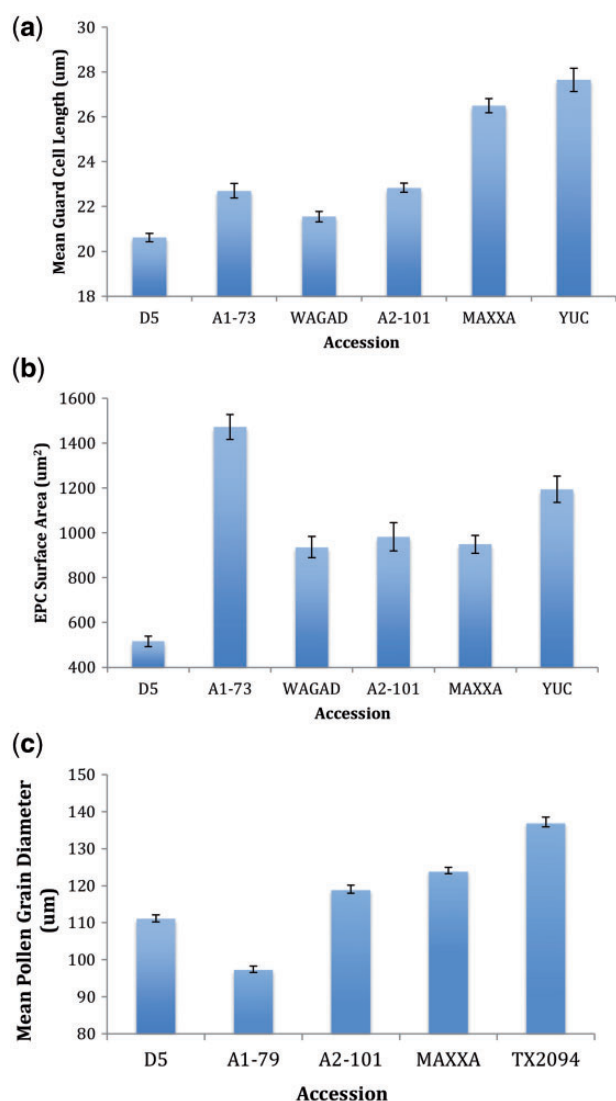 (a)
Mean Guard Cell Length (um)
28
26
24
22
20
18
D5 A1-73 WAGAD A2-101 MAXXA YUC
Accession
(b)
EPC Surface Area (um²)
1600
1400
1200
1000
800
600
400
D5 A1-73 WAGAD A2-101 MAXXA YUC
Accession
(c)
Mean Pollen Grain Diameter
(um)
150
140
130
120
110
100
90
80
D5 A1-79 A2-101 MAXXA TX2094
Accession